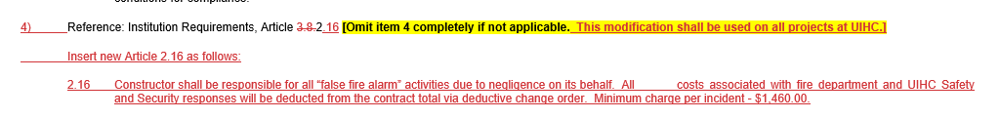 conditions for compliance.
4) Reference: Institution Requirements, Article 3.8.2.16 [Omit item 4 completely if not applicable.  This modification shall be used on all projects at UIHC.]
Insert new Article 2.16 as follows:
2.16 Constructor shall be responsible for all “false fire alarm” activities due to negligence on its behalf.  All costs associated with fire department and UIHC Safety
and Security responses will be deducted from the contract total via deductive change order.  Minimum charge per incident - $1,460.00.